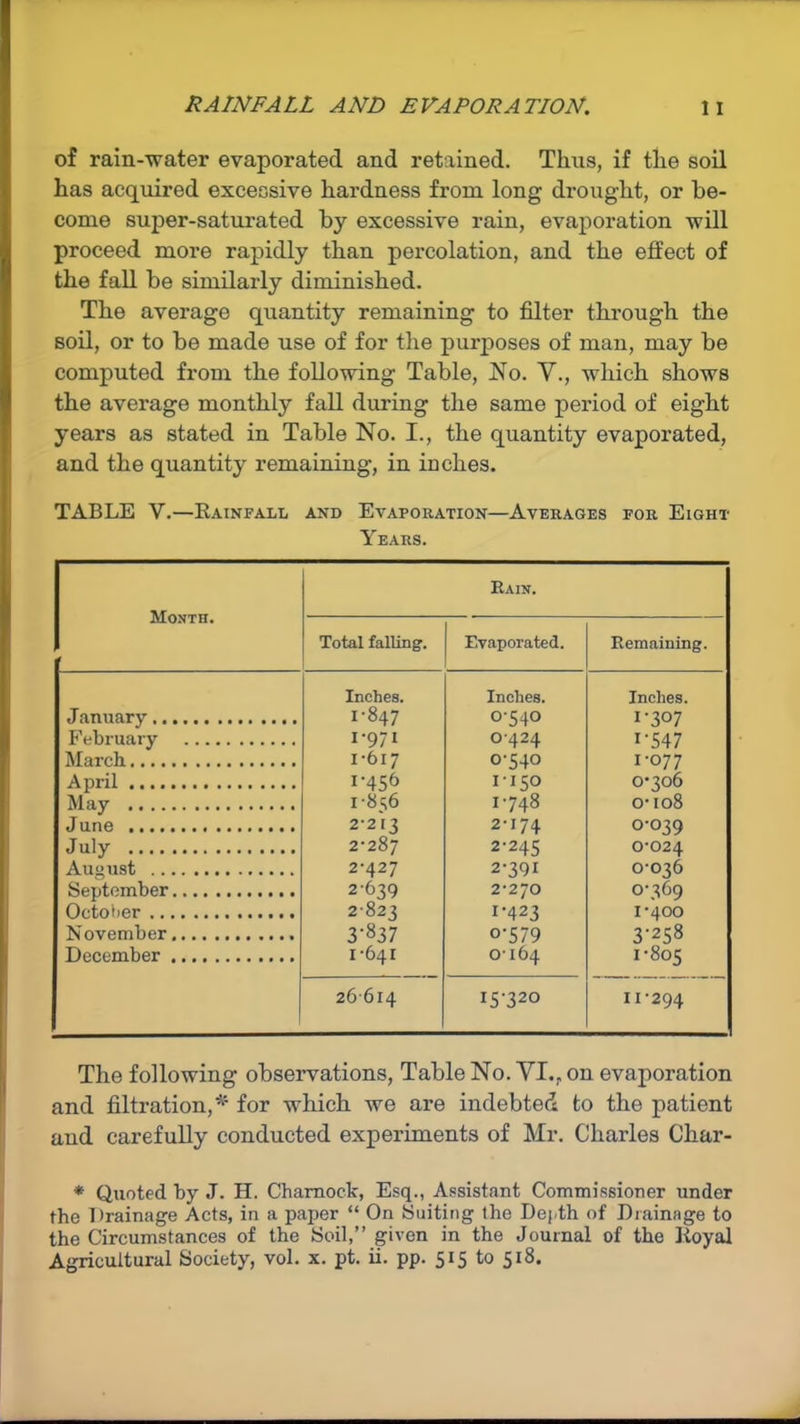 RAINFALL AND EVAPORATION. 11
of rain-water evaporated and retained. Thus, if the soil
has acquired excessive hardness from long drought, or be-
come super-saturated by excessive rain, evaporation will
proceed more rapidly than percolation, and the effect of
the fall be similarly diminished.
The average quantity remaining to filter through the
soil, or to be made use of for the purposes of man, may be
computed from the following Table, No. V., which shows
the average monthly fall during the same period of eight
years as stated in Table No. I., the quantity evaporated,
and the quantity remaining, in inches.
TABLE V.—Rainfall and Evaporation—Averages for Eight
Years.
Month. Rain.
Total falling. Evaporated. Remaining.
Inches. Inches. Inches.
January................ 1·847 0·540 1·307
February ............ 1·971 0·424 1·547
March................. 1·617 0·540 1·077
April ................. 1·456 1·150 0·306
May ................. 1·856 1·748 0·108
June ................. 2·213 2·174 0·039
July ................. 2·287 2·245 0·024
August ............... 2·427 2·391 0·036
September............ 2·639 2·270 0·369
October............... 2·823 1·423 1·400
November............ 3·837 0·579 3·258
December ............ 1·641 0·164 1·805
26·614 15·320 11·294
The following observations, Table No. VI., on evaporation
and filtration,* for which we are indebted to the patient
and carefully conducted experiments of Mr. Charles Char-
* Quoted by J. H. Charnock, Esq., Assistant Commissioner under
the Drainage Acts, in a paper “ On Suiting the Depth of Drainage to
the Circumstances of the Soil,” given in the Journal of the Royal
Agricultural Society, vol. x. pt. ii. pp. 515 to 518.